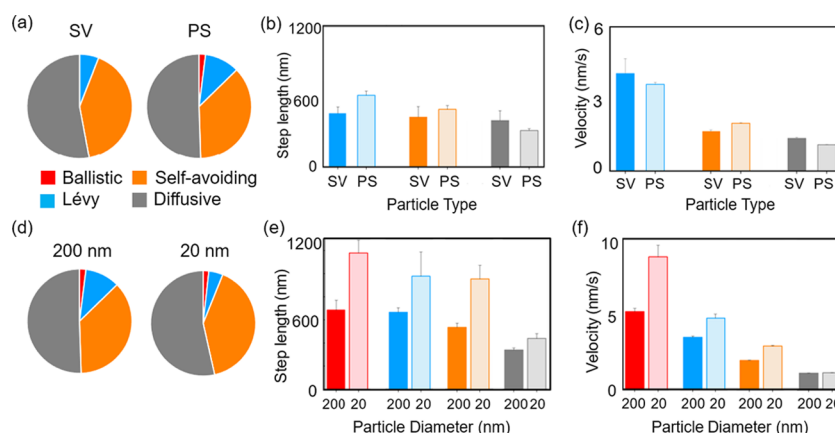 (a)
SV PS
Ballistic Self-avoiding
Lévy Diffusive
(b)
1200
600
0
Step length (nm)
SV PS SV PS SV PS
Particle Type
(c)
6
3
0
Velocity (nm/s)
SV PS SV PS SV PS
Particle Type
(d)
200 nm 20 nm
(e)
1200
600
0
Step length (nm)
200 20 200 20 200 20 200 20
Particle Diameter (nm)
(f)
10
5
0
Velocity (nm/s)
200 20 200 20 200 20 200 20
Particle Diameter (nm)